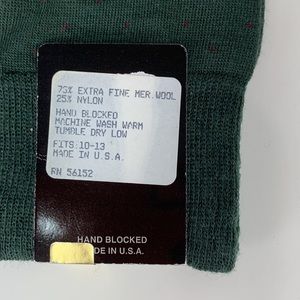 75% EXTRA FINE MER. WOOL
25% NYLON
HAND BLOCKED
MACHINE WASH WARM
TUMBLE DRY LOW
FITS 10-13
MADE IN U.S.A.
RN 56152
HAND BLOCKED
DE IN U.S.A.